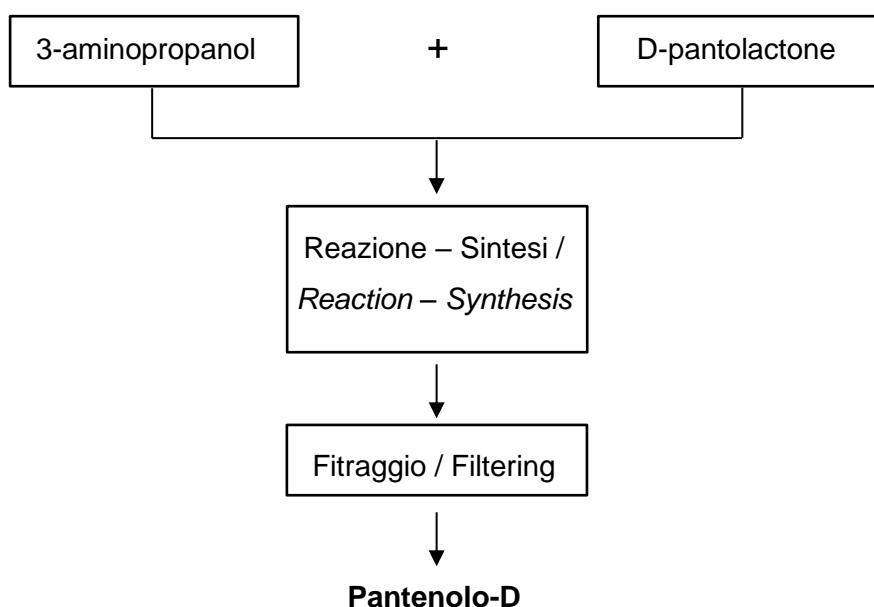 3-aminopropanol + D-pantolactone
Reazione – Sintesi /
Reaction – Synthesis
Fitraggio / Filtering
Pantenolo-D